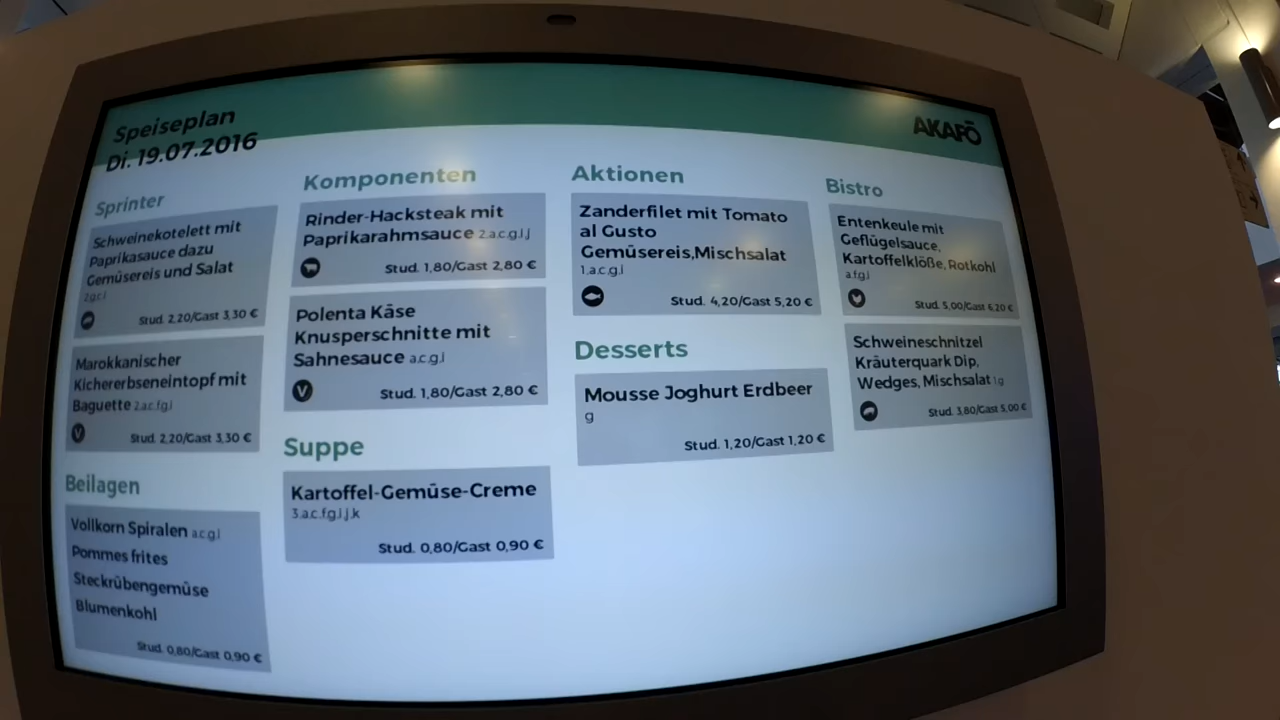 Speiseplan
Di. 19.07.2016
AKAFÖ
Sprinter
Schweinekotelett mit
Paprikasauce dazu
Gemüsereis und Salat
Stud. 2,20/Gast 3,30 €
Marokkanischer
Kichererbseneintopf mit
Baguette 2.a.c.f.g.i
V
Stud. 2,20/Gast 3,30 €
Beilagen
Vollkorn Spiralen a.c.g.i
Pommes frites
Steckrübengemüse
Blumenkohl
Stud. 0,80/Gast 0,90 €
Komponenten
Rinder-Hacksteak mit
Paprikarahmsauce 2.a.c.g.i.j
Stud. 1,80/Gast 2,80 €
Polenta Käse
Knusperschnitte mit
Sahnesauce a.c.g.i
V
Stud. 1,80/Gast 2,80 €
Suppe
Kartoffel-Gemüse-Creme
3.a.c.f.g.i.j.k
Stud. 0,80/Gast 0,90 €
Aktionen
Zanderfilet mit Tomato
al Gusto
Gemüsereis,Mischsalat
1.a.c.g.i
Stud. 4,20/Gast 5,20 €
Desserts
Mousse Joghurt Erdbeer
g
Stud. 1,20/Gast 1,20 €
Bistro
Entenkeule mit
Geflügelsauce,
Kartoffelklöße, Rotkohl
a.f.g.i
Stud. 5,00/Gast 6,20 €
Schweineschnitzel
Kräuterquark Dip,
Wedges, Mischsalat
Stud. 3,80/Gast 5,00 €